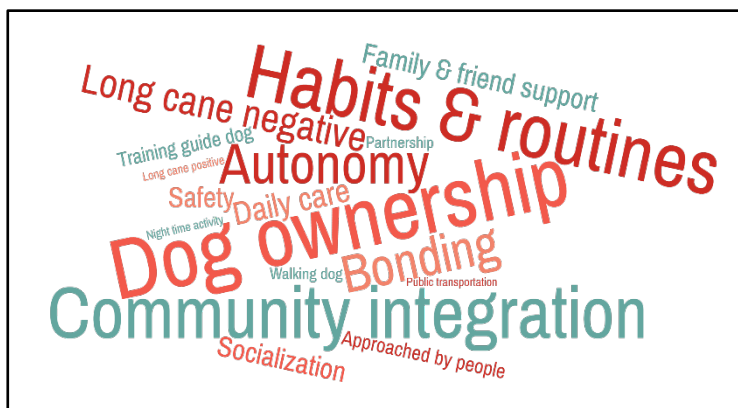 Family & friend support
Habits & routines
Long cane negative
Training guide dog
Partnership
Long cane positive
Autonomy
Safety
Daily care
Dog ownership
Night time activity
Bonding
Walking dog
Public transportation
Community integration
Approached by people
Socialization